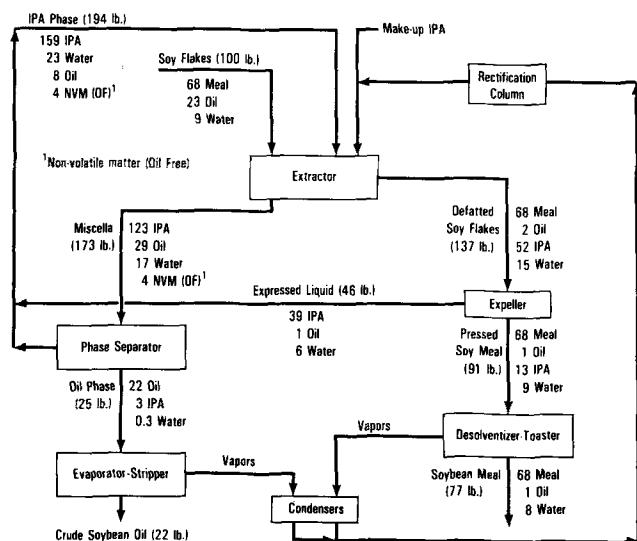 IPA Phase (194 lb.)
159 IPA
23 Water
8 Oil
4 NVM (OF)¹
Soy Flakes (100 lb.)
68 Meal
23 Oil
9 Water
Make-up IPA
Rectification
Column
¹Non-volatile matter (Oil Free)
Extractor
Miscella
(173 lb.)
123 IPA
29 Oil
17 Water
4 NVM (OF)¹
Defatted
Soy Flakes
(137 lb.)
68 Meal
2 Oil
52 IPA
15 Water
Expressed Liquid (46 lb.)
39 IPA
1 Oil
6 Water
Expeller
Phase Separator
Pressed
Soy Meal
(91 lb.)
68 Meal
1 Oil
13 IPA
9 Water
Oil Phase
(25 lb.)
22 Oil
3 IPA
0.3 Water
Vapors
Desolventizer-Toaster
Evaporator-Stripper
Vapors
Condensers
Soybean Meal
(77 lb.)
68 Meal
1 Oil
8 Water
Crude Soybean Oil (22 lb.)